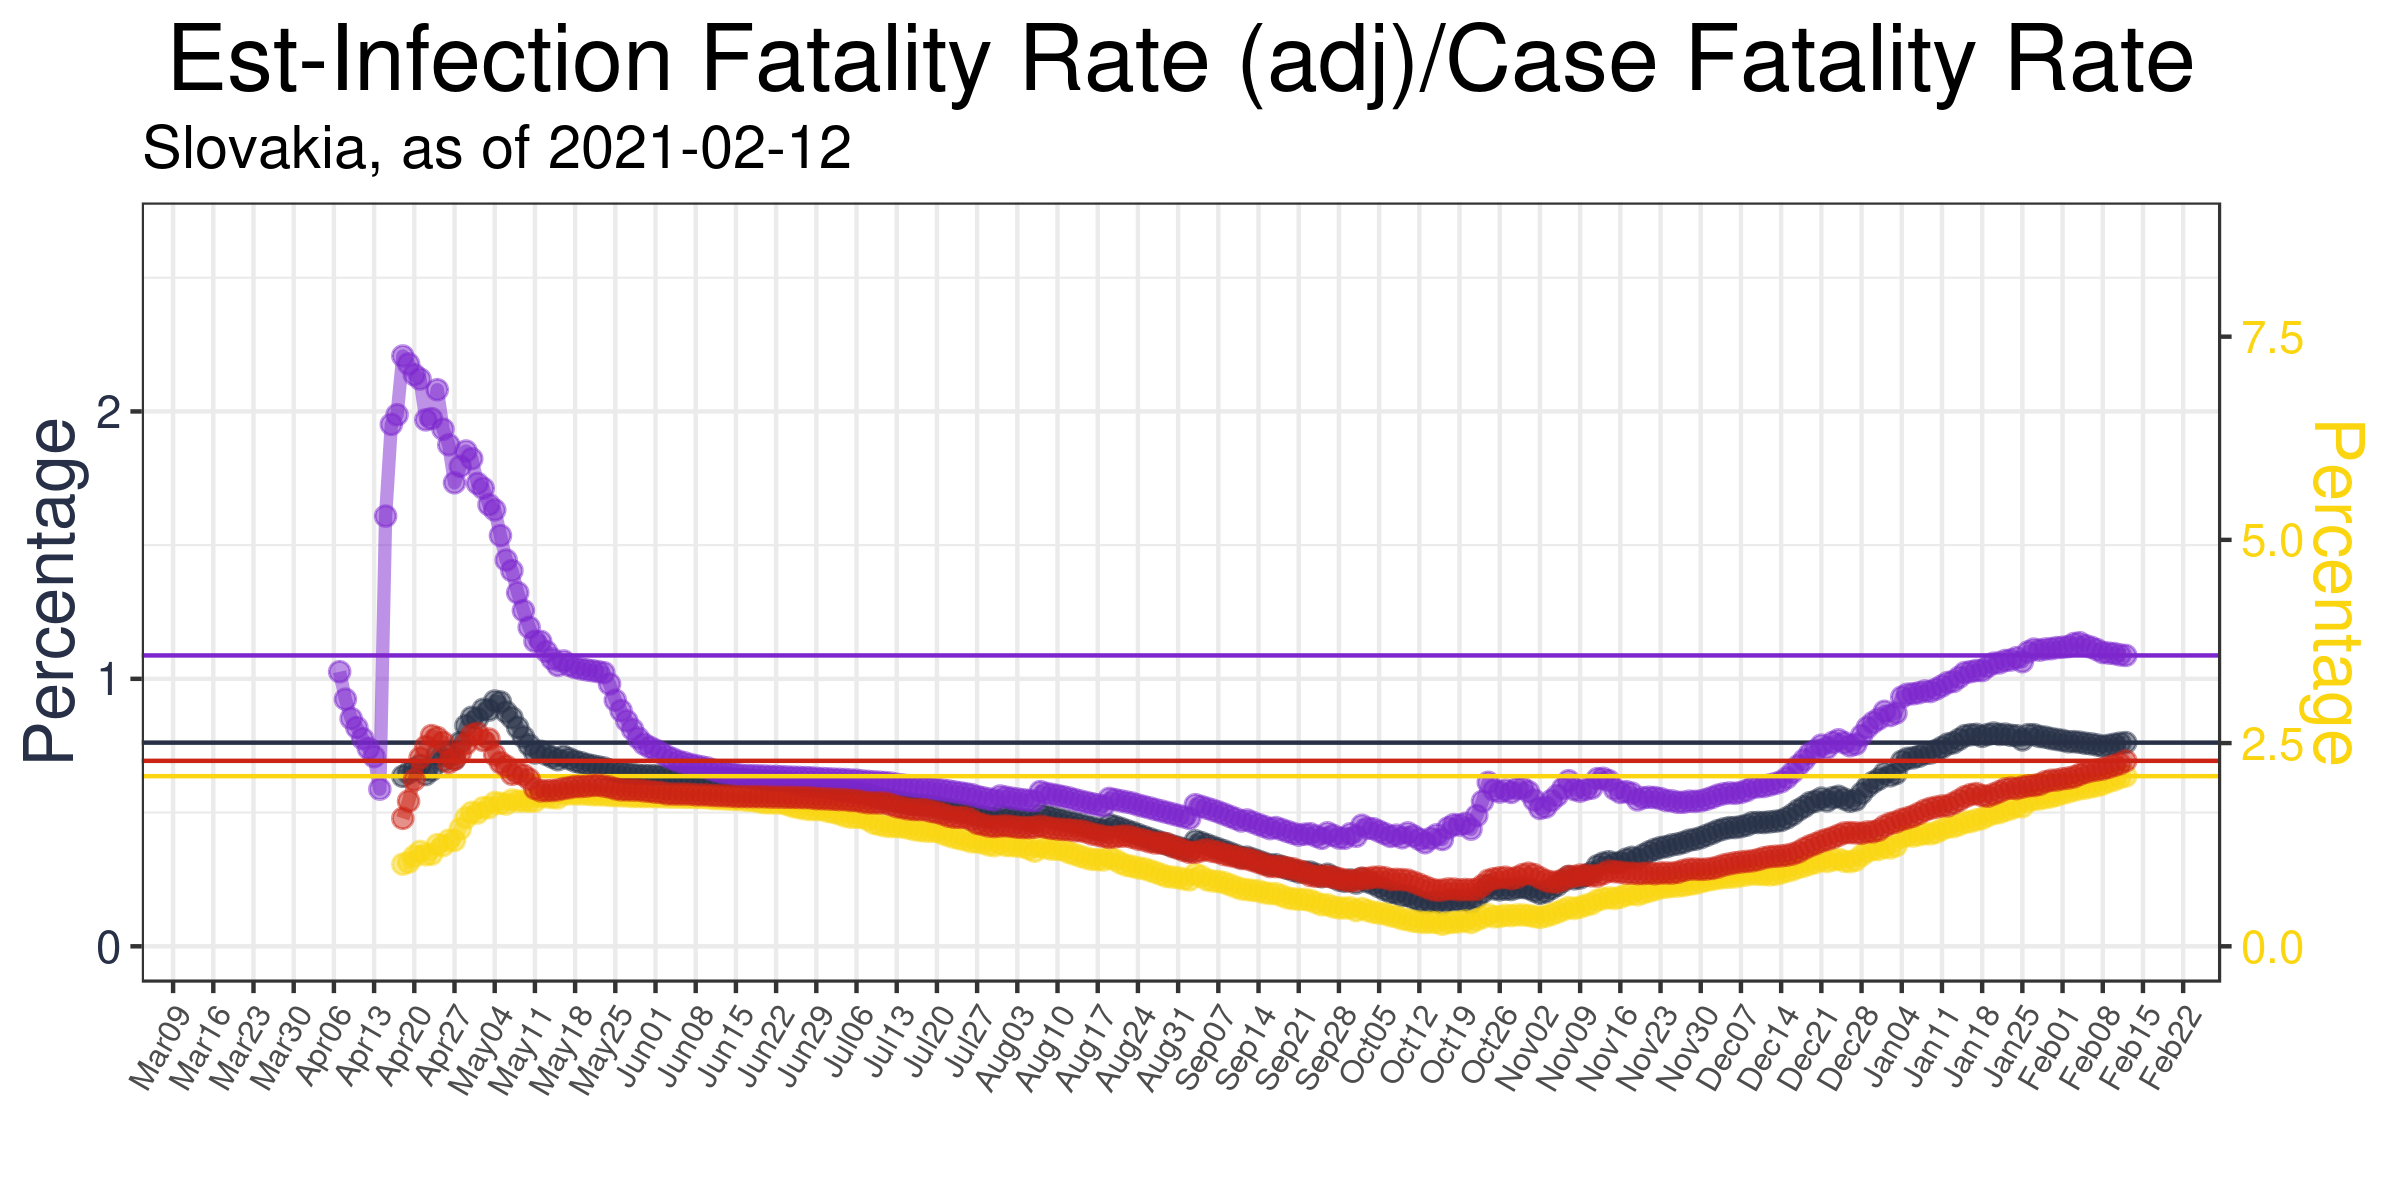 Est-Infection Fatality Rate (adj)/Case Fatality Rate
Slovakia, as of 2021-02-12
Percentage
2
1
0
7.5
5.0
2.5
0.0
Percentage
Mar09 Mar16 Mar23 Mar30 Apr06 Apr13 Apr20 Apr27 May04 May11 May18 May25 Jun01 Jun08 Jun15 Jun22 Jun29 Jul06 Jul13 Jul20 Jul27 Aug03 Aug10 Aug17 Aug24 Aug31 Sep07 Sep14 Sep21 Sep28 Oct05 Oct12 Oct19 Oct26 Nov02 Nov09 Nov16 Nov23 Nov30 Dec07 Dec14 Dec21 Dec28 Jan04 Jan11 Jan18 Jan25 Feb01 Feb08 Feb15 Feb22